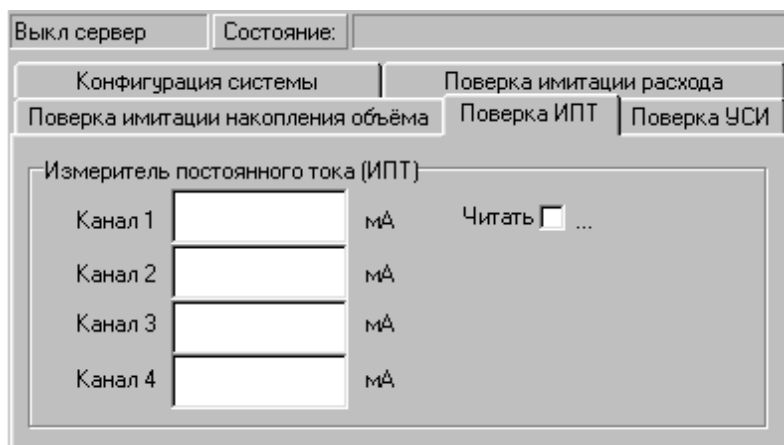 Выкл сервер Состояние:
Конфигурация системы Поверка имитации расхода
Поверка имитации накопления объёма Поверка ИПТ Поверка УСИ
Измеритель постоянного тока (ИПТ)
Канал 1 мА Читать ...
Канал 2 мА
Канал 3 мА
Канал 4 мА